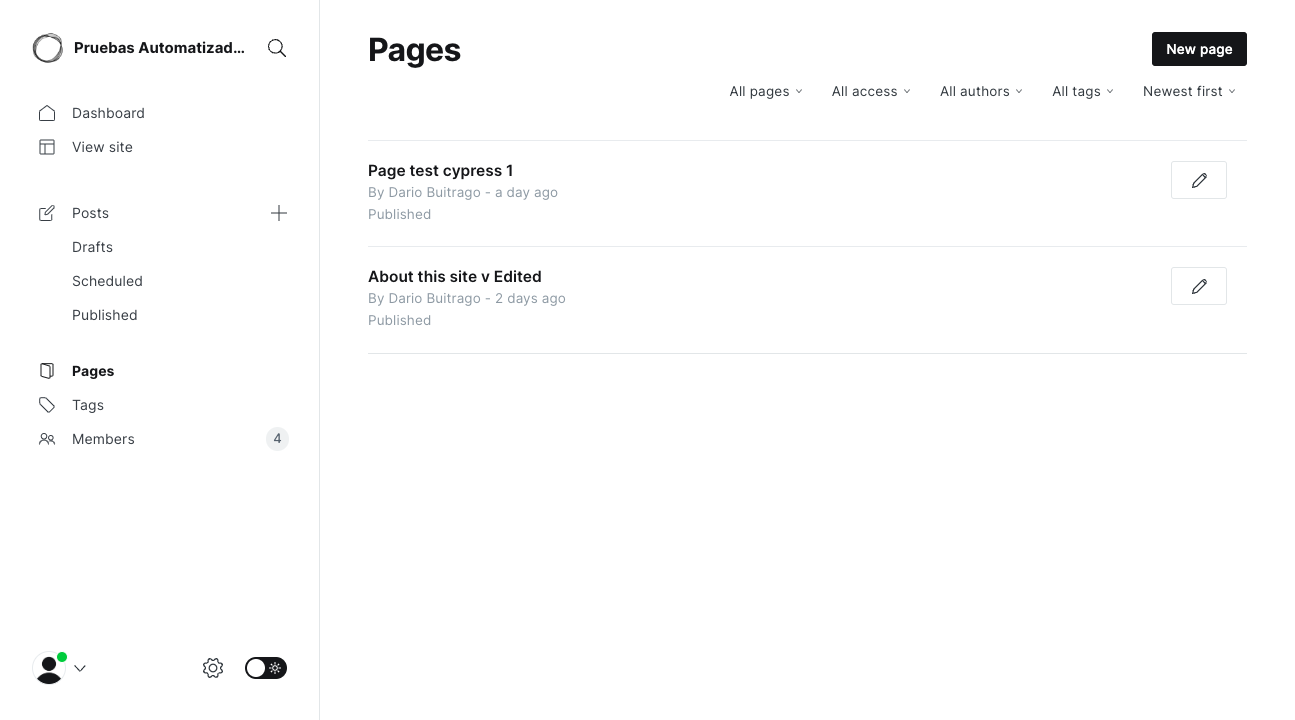 Pruebas Automatizad...
Dashboard
View site
Posts
Drafts
Scheduled
Published
Pages
Tags
Members 4
Pages
New page
All pages All access All authors All tags Newest first
Page test cypress 1
By Dario Buitrago - a day ago
Published
About this site v Edited
By Dario Buitrago - 2 days ago
Published